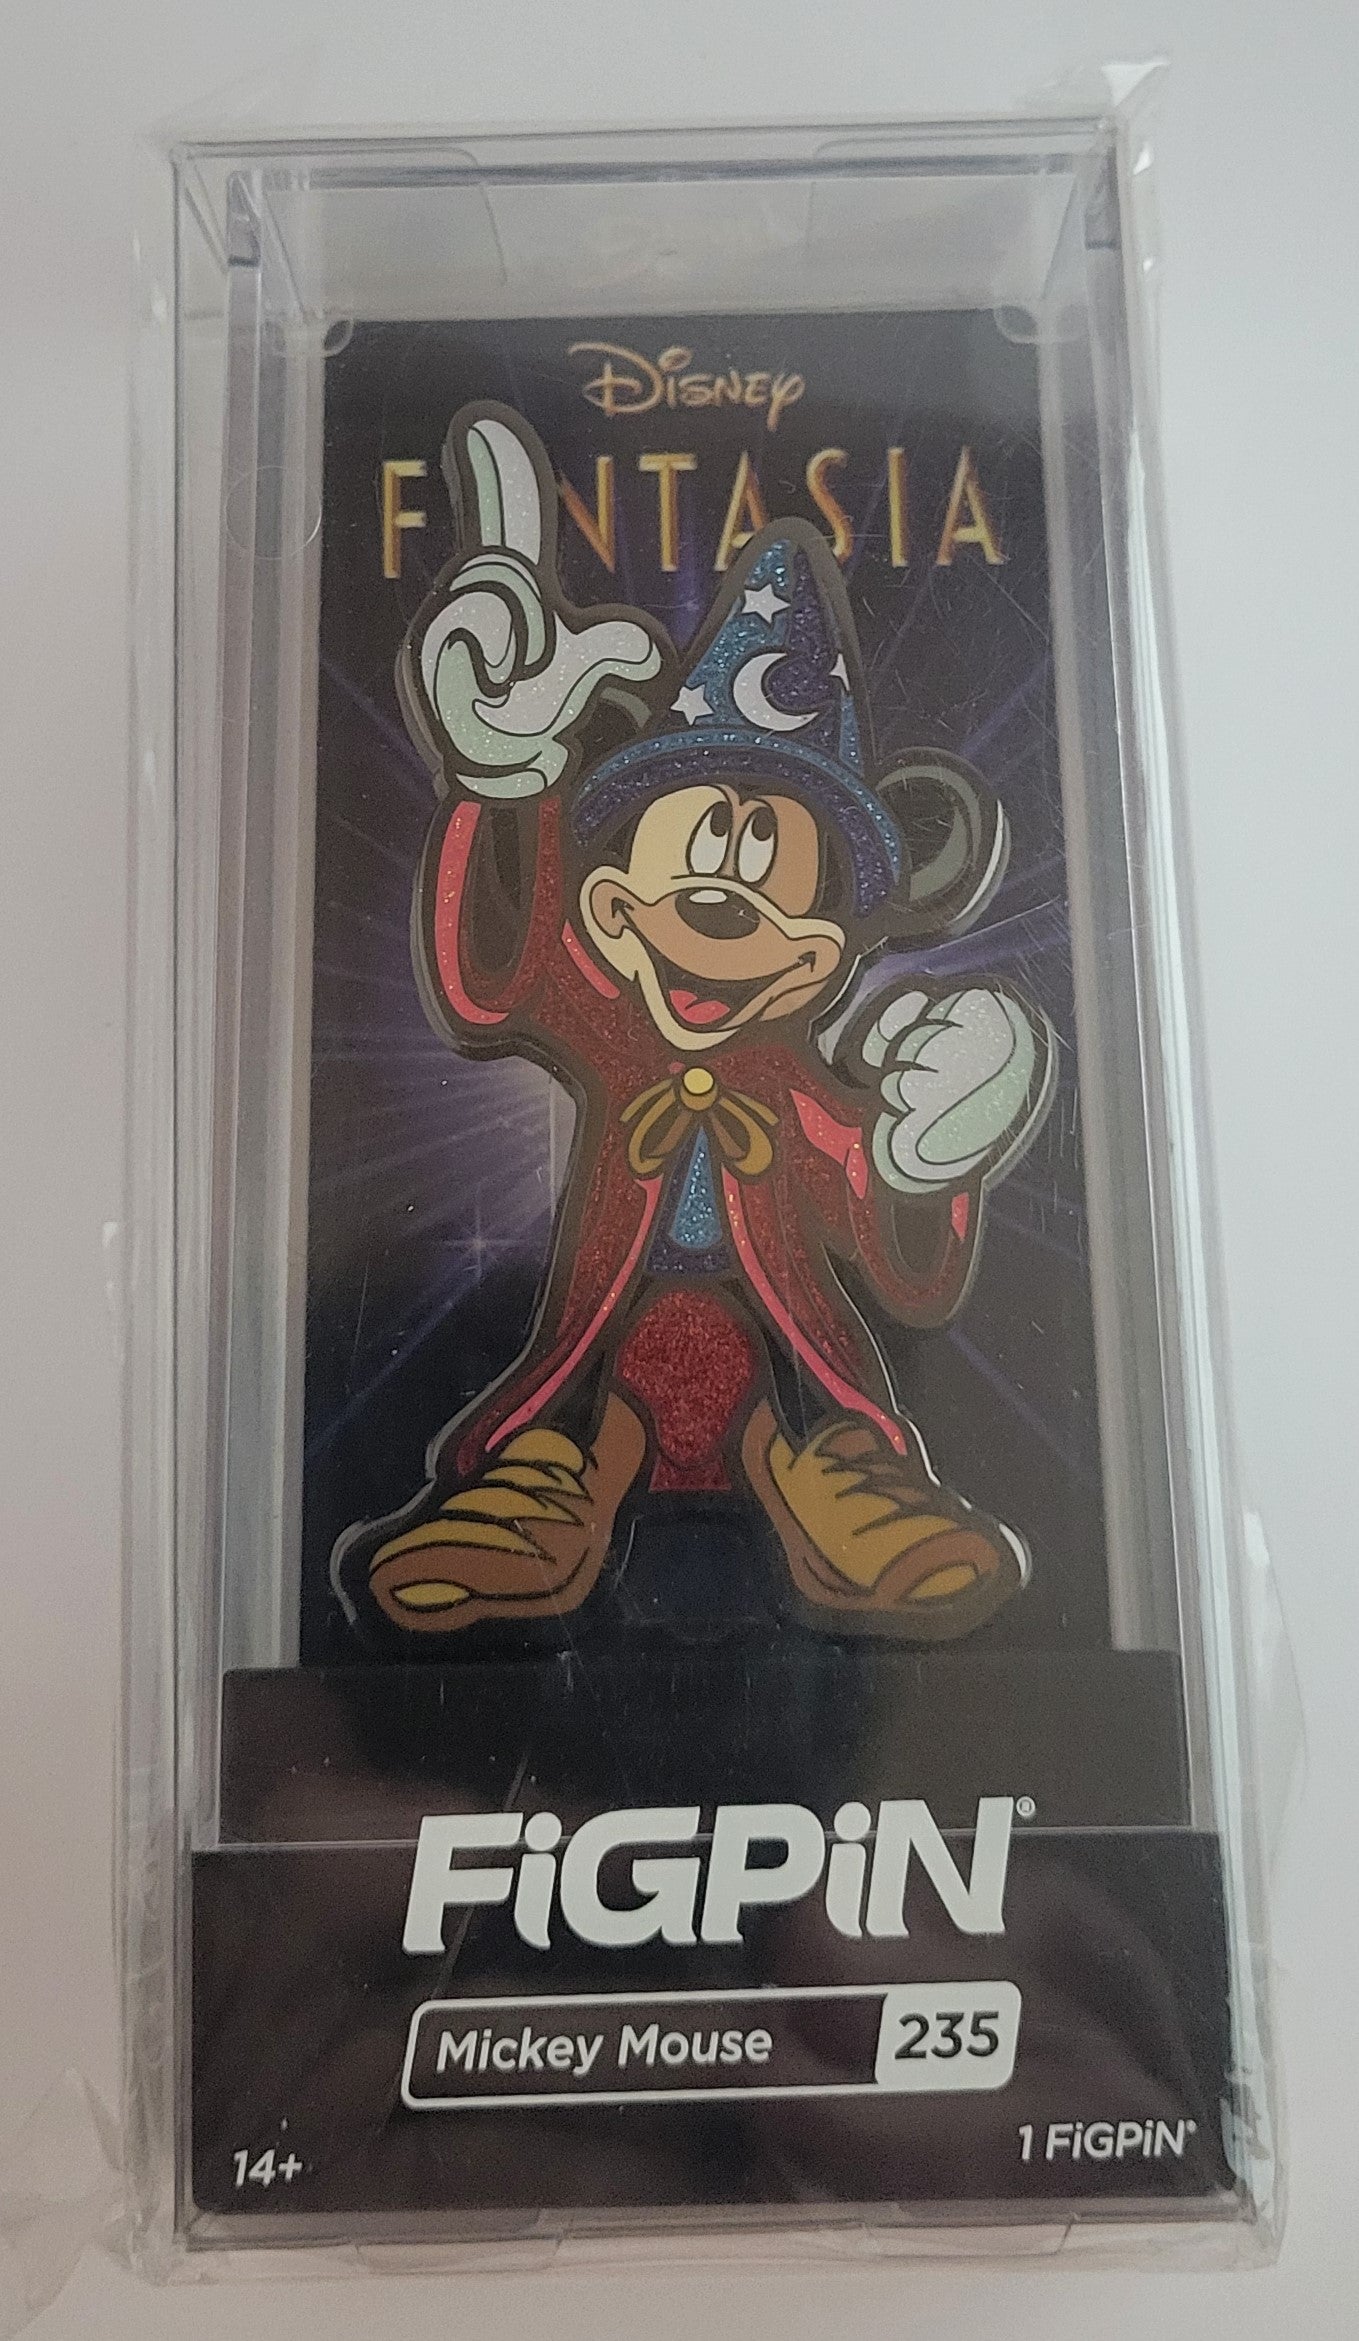 Disney
FANTASIA
FiGPiN®
Mickey Mouse 235
14+
1 FiGPiN®